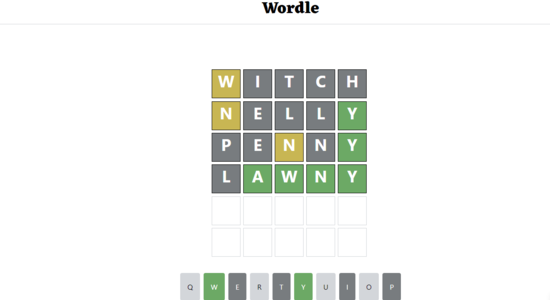 Wordle
W I T C H
N E L L Y
P E N N Y
L A W N Y
Q W E R T Y U I O P